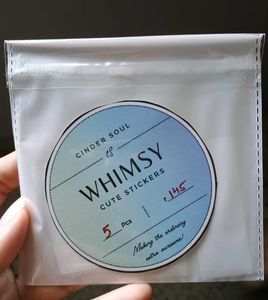 CINDER SOUL
WHIMSY
CUTE STICKERS
5 PCS
145
Making the ordinary
extra awesome!